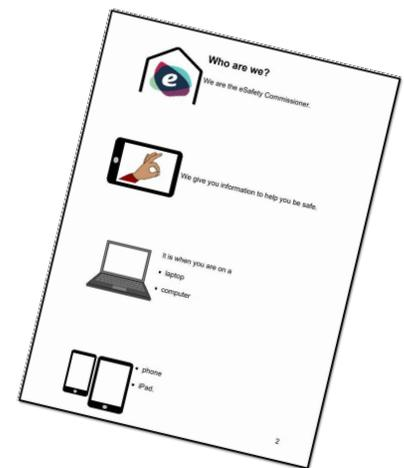 Who are we?
e
We are the eSafety Commissioner.
We give you information to help you be safe.
It is when you are on a
• laptop
• computer
• phone
• iPad.
2